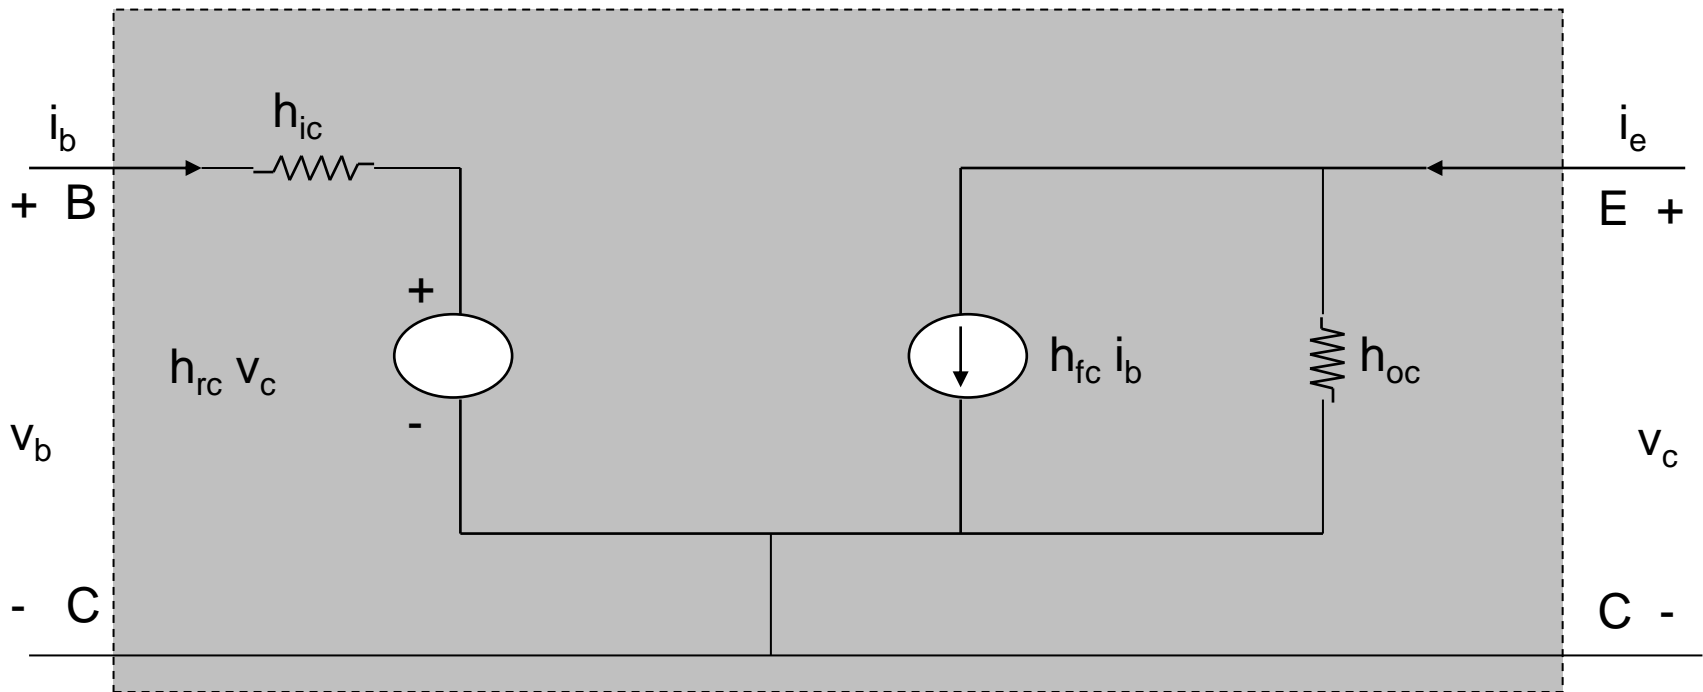 h_ic
i_b
i_e
+ B
E +
+
h_rc v_c
h_fc i_b
h_oc
-
v_b
v_c
- C
C -